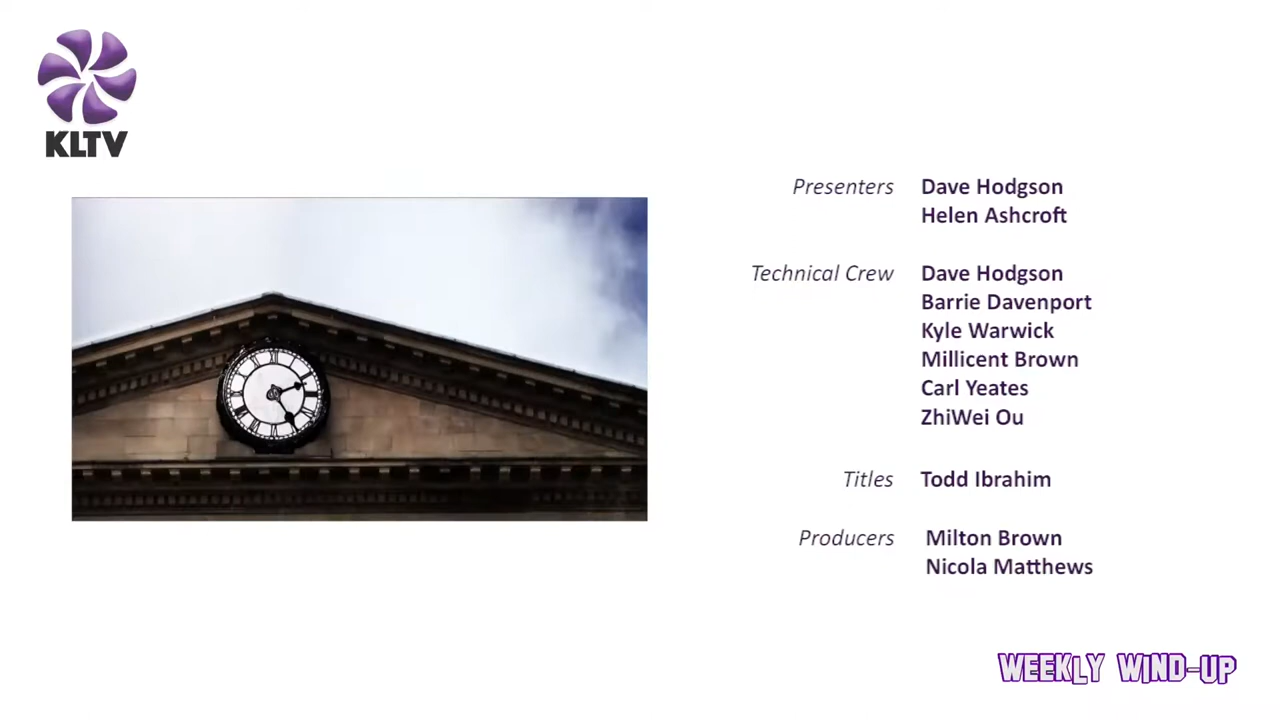 KLTV
Presenters Dave Hodgson
Helen Ashcroft
Technical Crew Dave Hodgson
Barrie Davenport
Kyle Warwick
Millicent Brown
Carl Yeates
ZhiWei Ou
Titles Todd Ibrahim
Producers Milton Brown
Nicola Matthews
WEEKLY WIND-UP